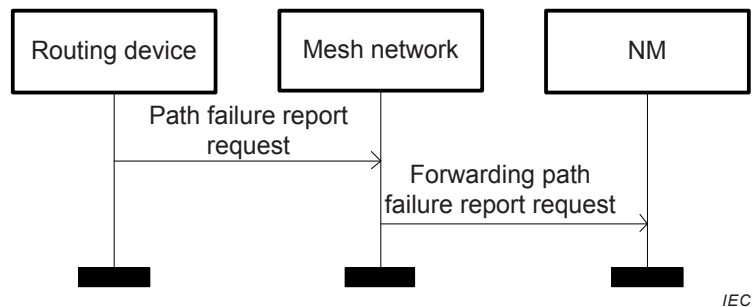 Routing device
Mesh network
NM
Path failure report
request
Forwarding path
failure report request
IEC